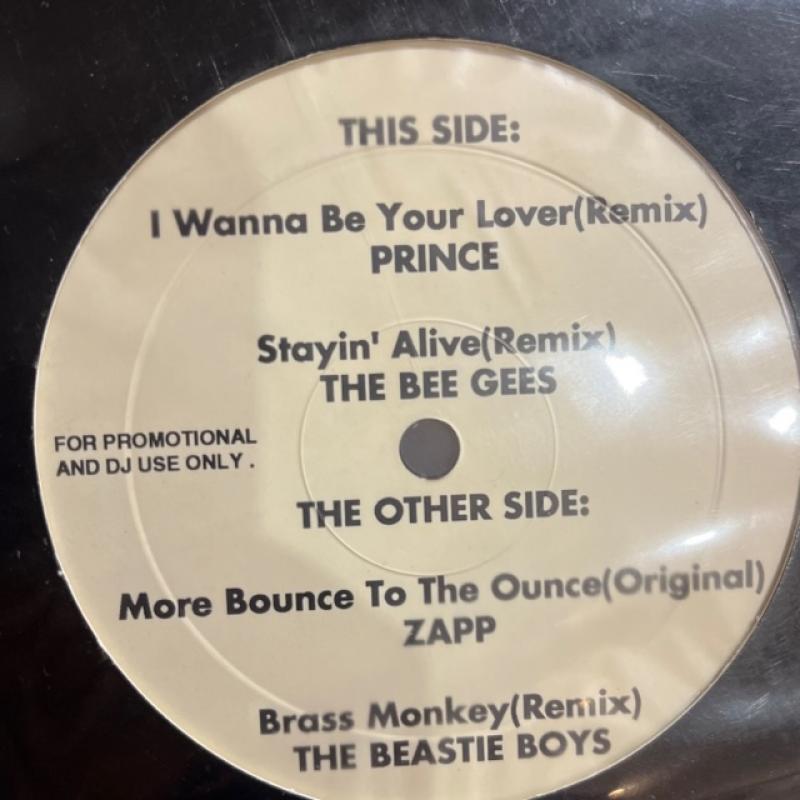 THIS SIDE:
I Wanna Be Your Lover(Remix)
PRINCE
Stayin' Alive(Remix)
THE BEE GEES
FOR PROMOTIONAL
AND DJ USE ONLY .
THE OTHER SIDE:
More Bounce To The Ounce(Original)
ZAPP
Brass Monkey(Remix)
THE BEASTIE BOYS